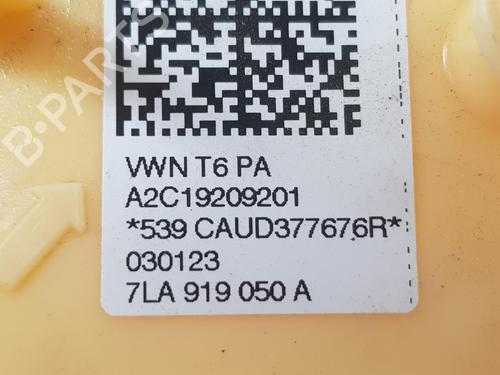 VWN T6 PA
A2C19209201
*539 CAUD377676R*
030123
7LA 919 050 A
B-PARTS